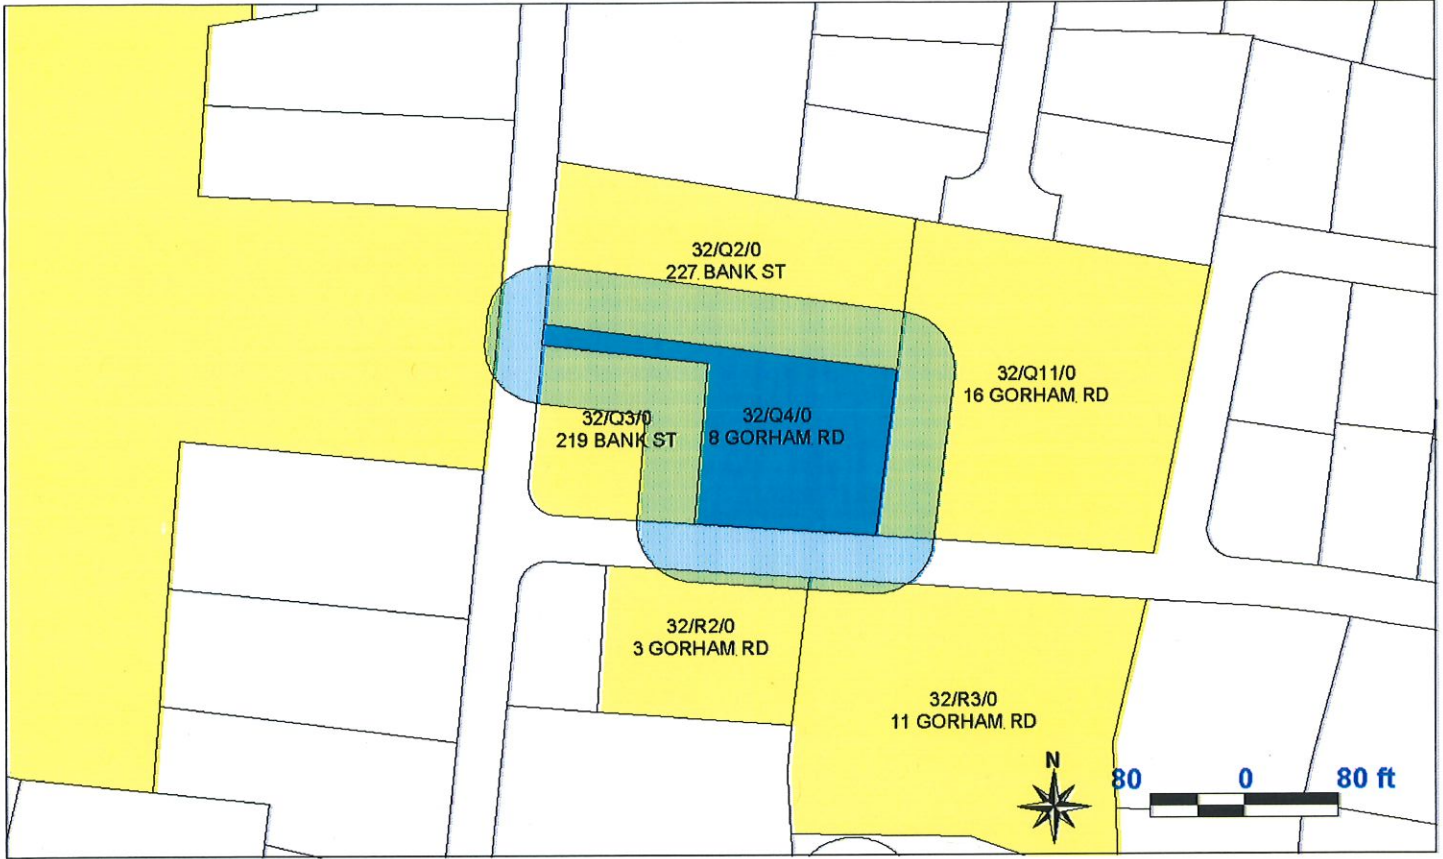 32/Q2/0
227 BANK ST
32/Q11/0
16 GORHAM RD
32/Q3/0
219 BANK ST
32/Q4/0
8 GORHAM RD
32/R2/0
3 GORHAM RD
32/R3/0
11 GORHAM RD
N
80 0 80 ft